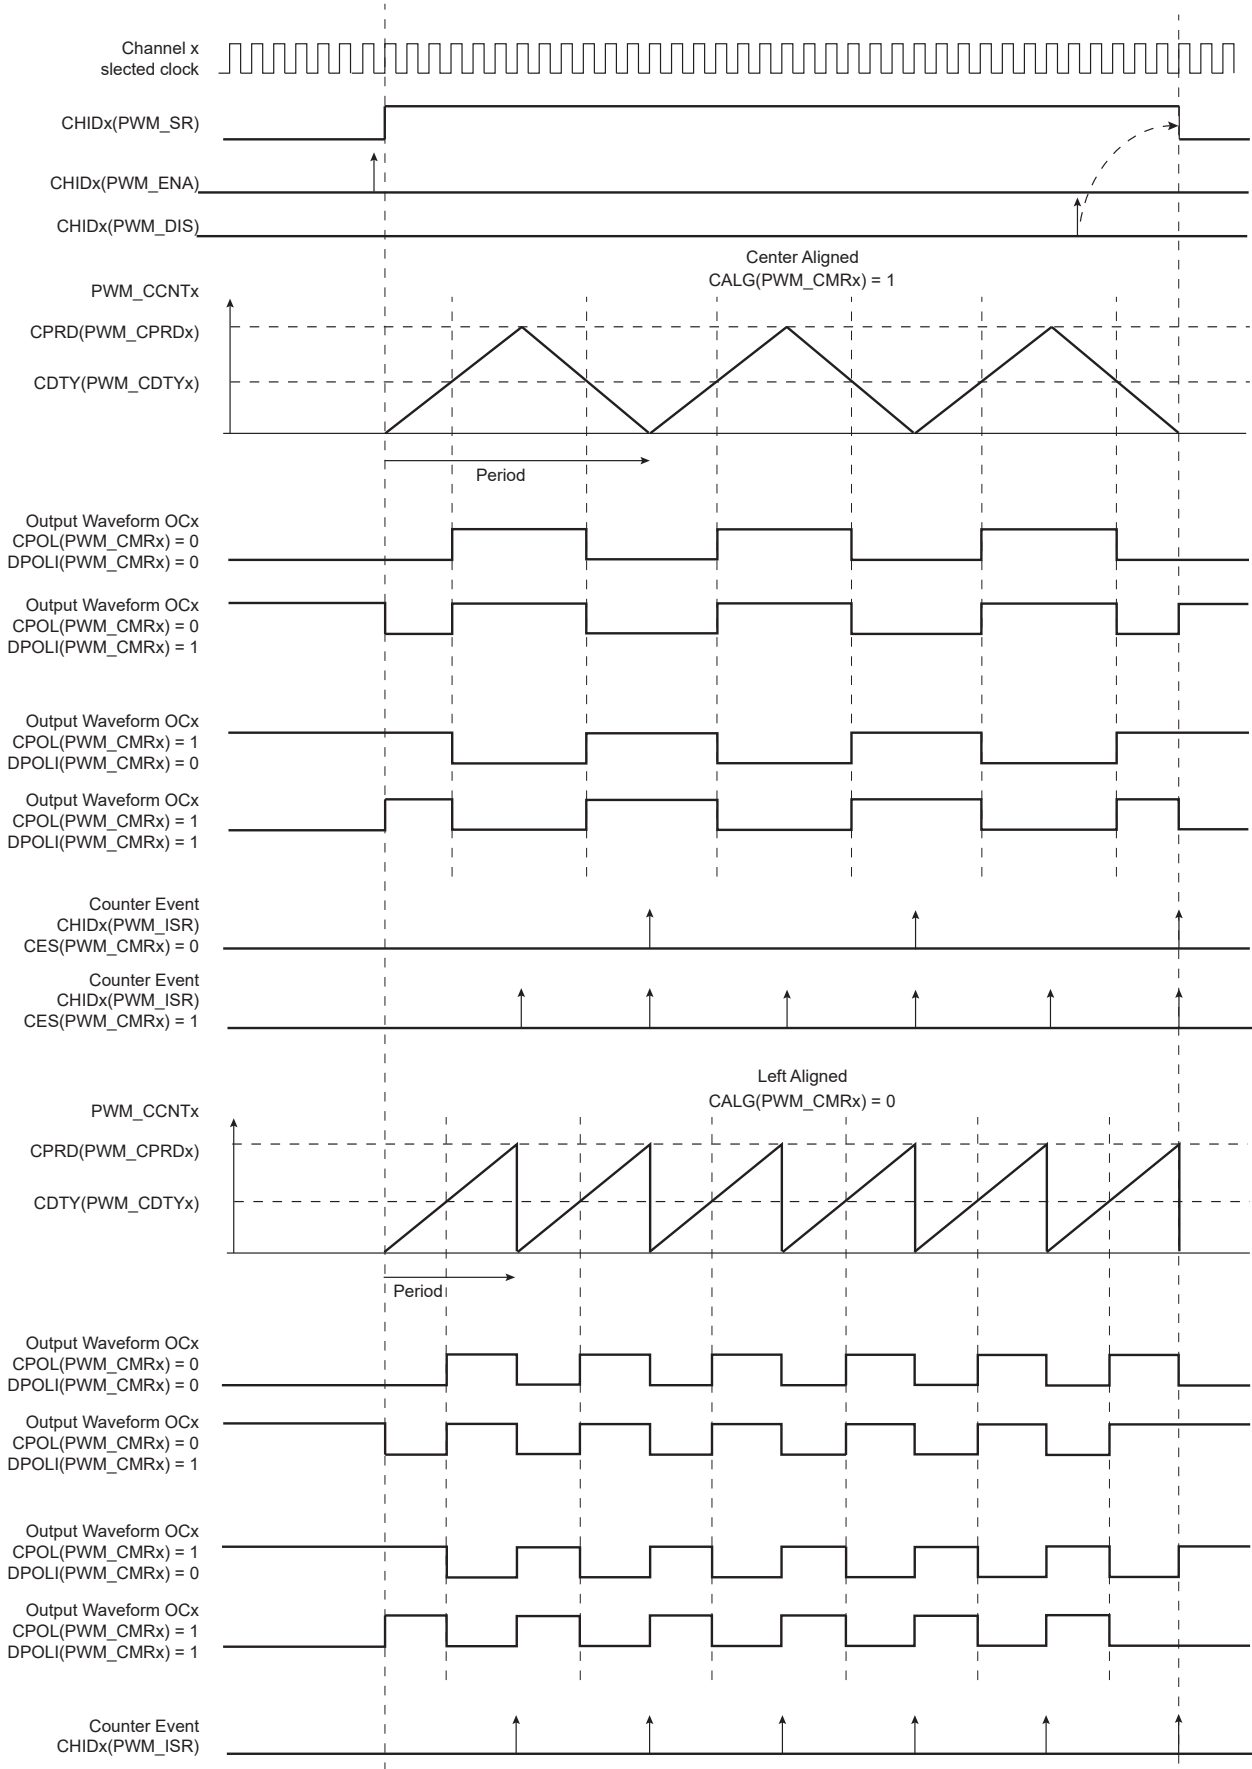 Channel x
slected clock
CHIDx(PWM_SR)
CHIDx(PWM_ENA)
CHIDx(PWM_DIS)
Center Aligned
CALG(PWM_CMRx) = 1
PWM_CCNTx
CPRD(PWM_CPRDx)
CDTY(PWM_CDTYx)
Period
Output Waveform OCx
CPOL(PWM_CMRx) = 0
DPOLI(PWM_CMRx) = 0
Output Waveform OCx
CPOL(PWM_CMRx) = 0
DPOLI(PWM_CMRx) = 1
Output Waveform OCx
CPOL(PWM_CMRx) = 1
DPOLI(PWM_CMRx) = 0
Output Waveform OCx
CPOL(PWM_CMRx) = 1
DPOLI(PWM_CMRx) = 1
Counter Event
CHIDx(PWM_ISR)
CES(PWM_CMRx) = 0
Counter Event
CHIDx(PWM_ISR)
CES(PWM_CMRx) = 1
Left Aligned
CALG(PWM_CMRx) = 0
PWM_CCNTx
CPRD(PWM_CPRDx)
CDTY(PWM_CDTYx)
Period
Output Waveform OCx
CPOL(PWM_CMRx) = 0
DPOLI(PWM_CMRx) = 0
Output Waveform OCx
CPOL(PWM_CMRx) = 0
DPOLI(PWM_CMRx) = 1
Output Waveform OCx
CPOL(PWM_CMRx) = 1
DPOLI(PWM_CMRx) = 0
Output Waveform OCx
CPOL(PWM_CMRx) = 1
DPOLI(PWM_CMRx) = 1
Counter Event
CHIDx(PWM_ISR)